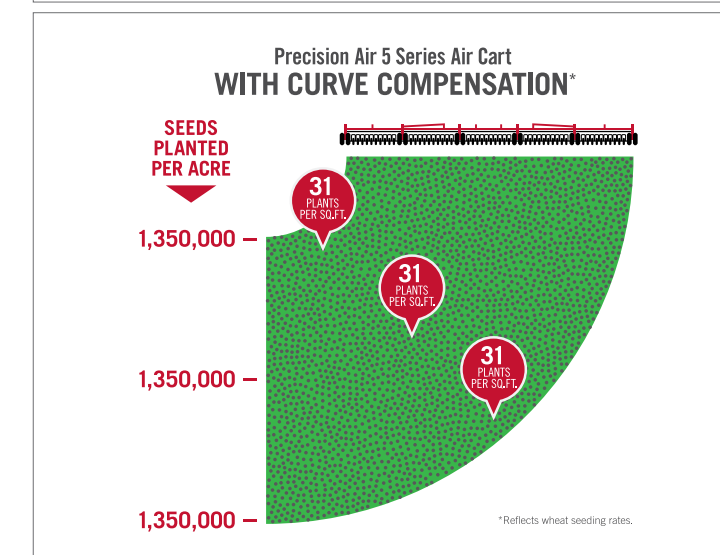 Precision Air 5 Series Air Cart
WITH CURVE COMPENSATION*
SEEDS
PLANTED
PER ACRE
31
PLANTS
PER SQ.FT.
1,350,000
31
PLANTS
PER SQ.FT.
31
PLANTS
PER SQ.FT.
1,350,000
1,350,000
*Reflects wheat seeding rates.